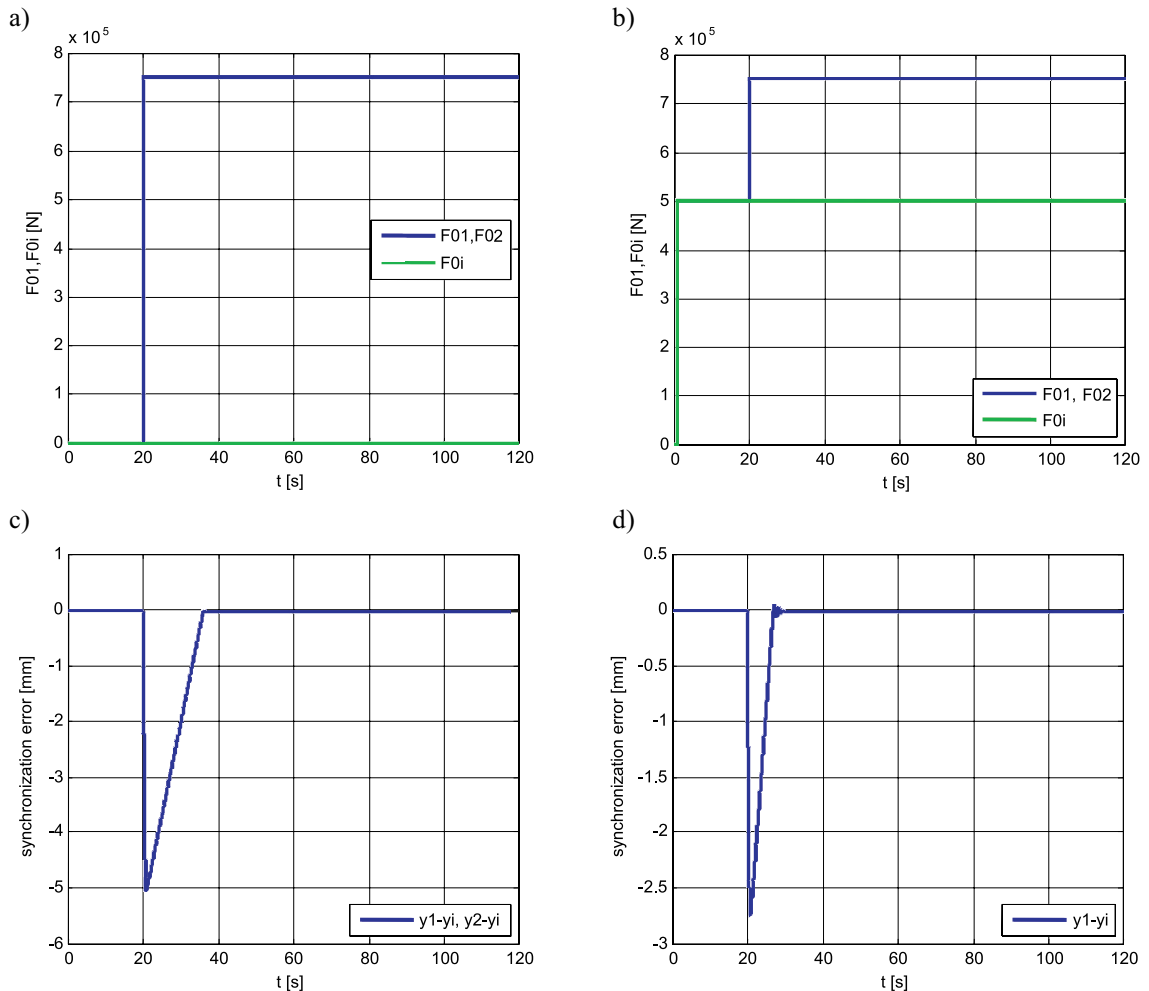 a)
x 10^5
8
7
6
5
4
3
2
1
0
F01,F0i [N]
F01,F02
F0i
0 20 40 60 80 100 120
t [s]
b)
x 10^5
8
7
6
5
4
3
2
1
0
F01,F0i [N]
F01, F02
F0i
0 20 40 60 80 100 120
t [s]
c)
1
0
-1
-2
-3
-4
-5
-6
synchronization error [mm]
y1-yi, y2-yi
0 20 40 60 80 100 120
t [s]
d)
0.5
0
-0.5
-1
-1.5
-2
-2.5
-3
synchronization error [mm]
y1-yi
0 20 40 60 80 100 120
t [s]